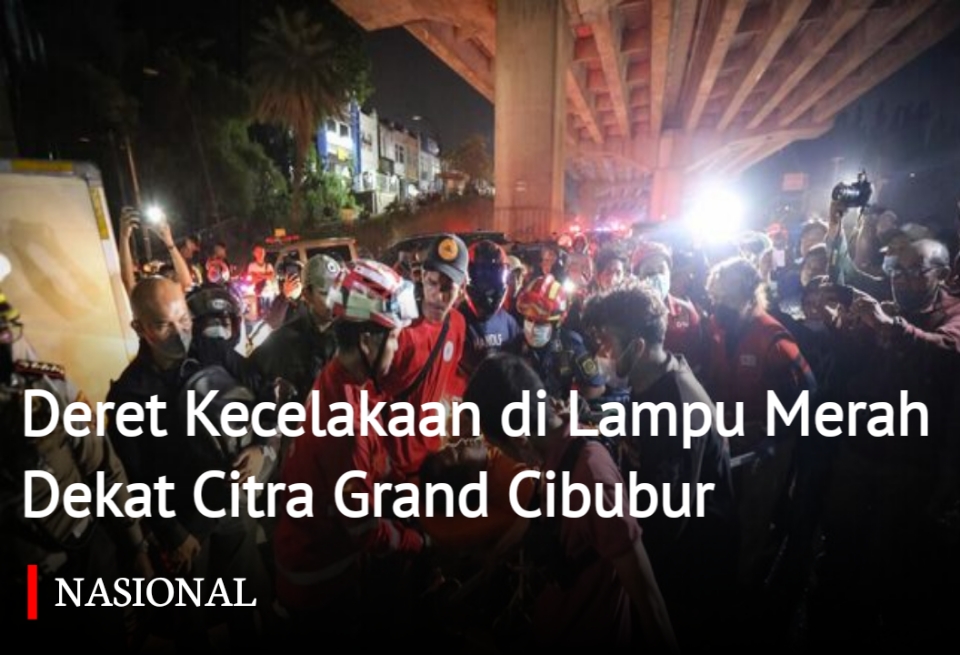 Deret Kecelakaan di Lampu Merah
Dekat Citra Grand Cibubur
NASIONAL